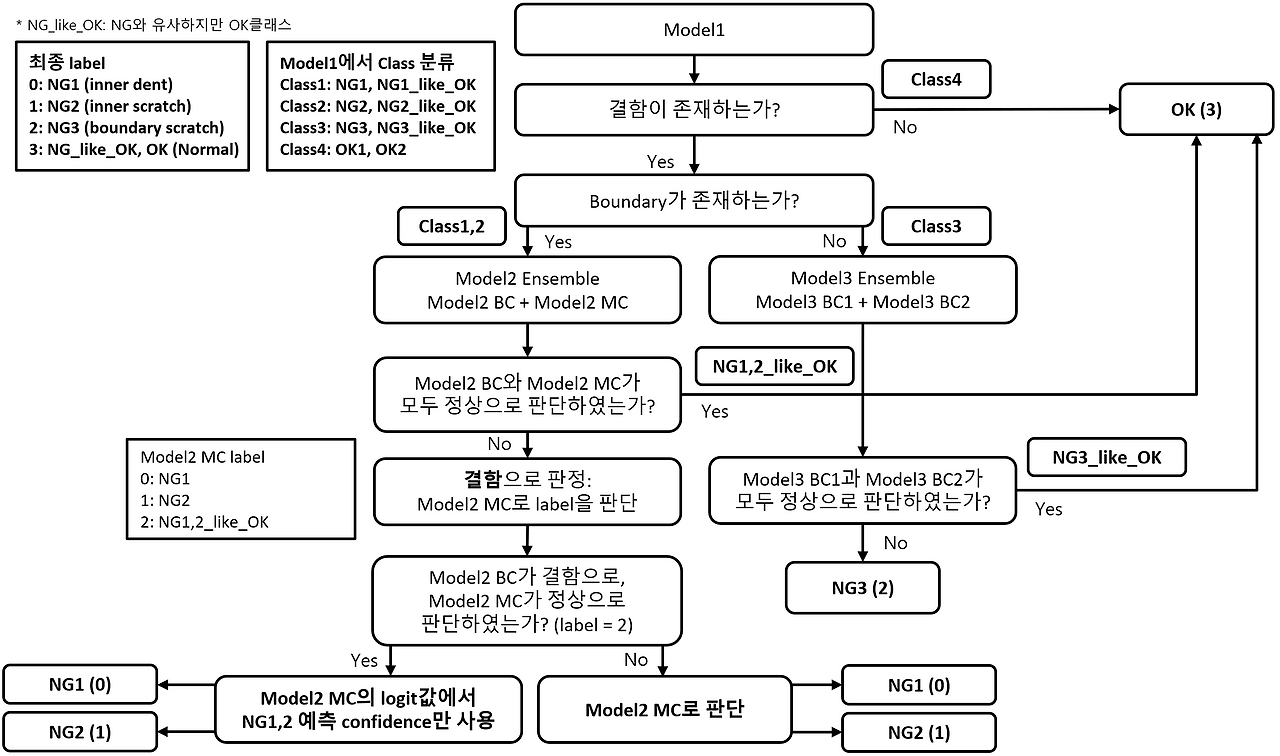 * NG_like_OK: NG와 유사하지만 OK클래스
최종 label
0: NG1 (inner dent)
1: NG2 (inner scratch)
2: NG3 (boundary scratch)
3: NG_like_OK, OK (Normal)
Model1에서 Class 분류
Class1: NG1, NG1_like_OK
Class2: NG2, NG2_like_OK
Class3: NG3, NG3_like_OK
Class4: OK1, OK2
Model1
결함이 존재하는가?
Class4
No
OK (3)
Yes
Boundary가 존재하는가?
Class1,2
Yes
No
Class3
Model2 Ensemble
Model2 BC + Model2 MC
Model3 Ensemble
Model3 BC1 + Model3 BC2
Model2 BC와 Model2 MC가
모두 정상으로 판단하였는가?
NG1,2_like_OK
Yes
No
Model2 MC label
0: NG1
1: NG2
2: NG1,2_like_OK
결함으로 판정:
Model2 MC로 label을 판단
Model3 BC1과 Model3 BC2가
모두 정상으로 판단하였는가?
NG3_like_OK
Yes
No
NG3 (2)
Model2 BC가 결함으로,
Model2 MC가 정상으로
판단하였는가? (label = 2)
Yes
No
NG1 (0)
NG2 (1)
Model2 MC의 logit값에서
NG1,2 예측 confidence만 사용
Model2 MC로 판단
NG1 (0)
NG2 (1)